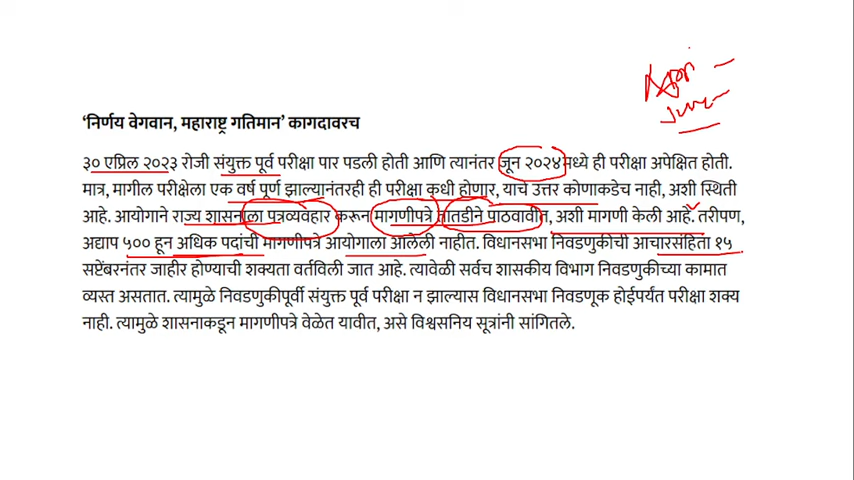 April -
June -
'निर्णय वेगवान, महाराष्ट्र गतिमान' कागदावरच
३० एप्रिल २०२३ रोजी संयुक्त पूर्व परीक्षा पार पडली होती आणि त्यानंतर जून २०२४मध्ये ही परीक्षा अपेक्षित होती.
मात्र, मागील परीक्षेला एक वर्ष पूर्ण झाल्यानंतरही ही परीक्षा कधी होणार, याचे उत्तर कोणाकडेच नाही, अशी स्थिती
आहे. आयोगाने राज्य शासनाला पत्रव्यवहार करून मागणीपत्रे तातडीने पाठवावीत, अशी मागणी केली आहे. तरीपण,
अद्याप ५०० हून अधिक पदांची मागणीपत्रे आयोगाला आलेली नाहीत. विधानसभा निवडणुकीची आचारसंहिता १५
सप्टेंबरनंतर जाहीर होण्याची शक्यता वर्तविली जात आहे. त्यावेळी सर्वच शासकीय विभाग निवडणुकीच्या कामात
व्यस्त असतात. त्यामुळे निवडणुकीपूर्वी संयुक्त पूर्व परीक्षा न झाल्यास विधानसभा निवडणूक होईपर्यंत परीक्षा शक्य
नाही. त्यामुळे शासनाकडून मागणीपत्रे वेळेत यावीत, असे विश्वसनिय सूत्रांनी सांगितले.